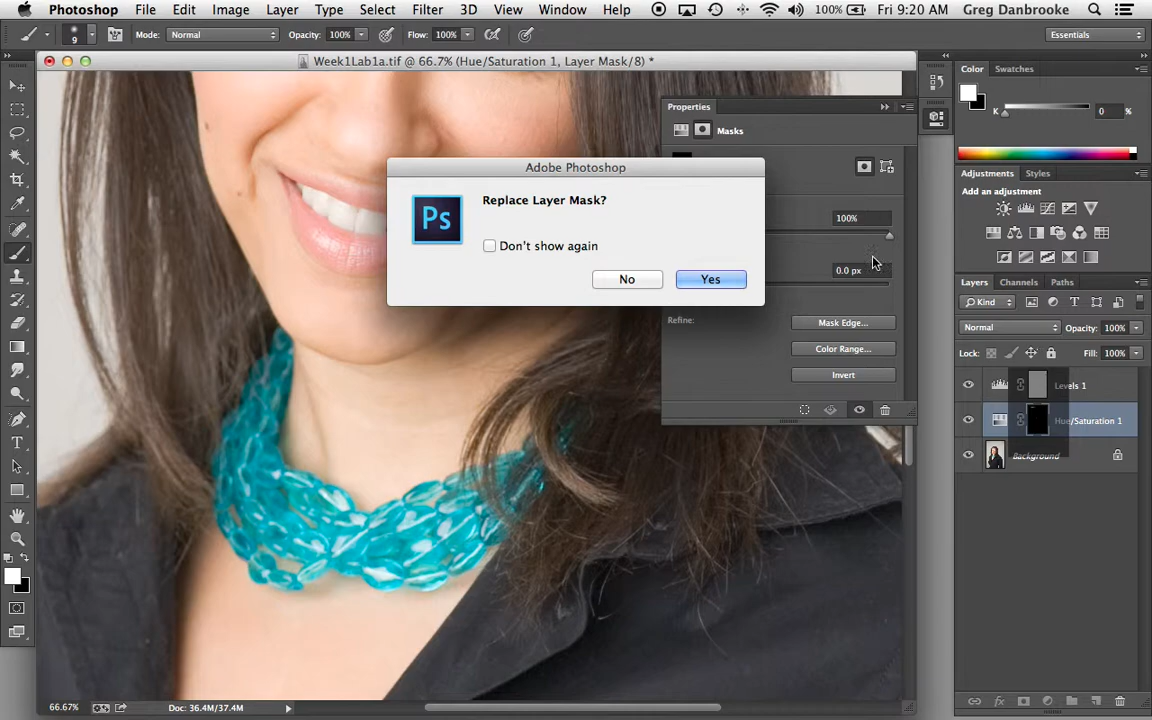 Photoshop File Edit Image Layer Type Select Filter 3D View Window Help 100% Fri 9:20 AM Greg Danbrooke
9 Mode: Normal Opacity: 100% Flow: 100% Essentials
Week1Lab1a.tif @ 66.7% (Hue/Saturation 1, Layer Mask/8) *
Color Swatches
K 0 %
Properties
Masks
Adobe Photoshop
Ps
Replace Layer Mask?
Don't show again
No Yes
100%
0.0 px
Refine:
Mask Edge...
Color Range...
Invert
Adjustments Styles
Add an adjustment
Layers Channels Paths
Kind
Normal Opacity: 100%
Lock: Fill: 100%
Levels 1
Hue/Saturation 1
Background
T
66.67% Doc: 36.4M/37.4M